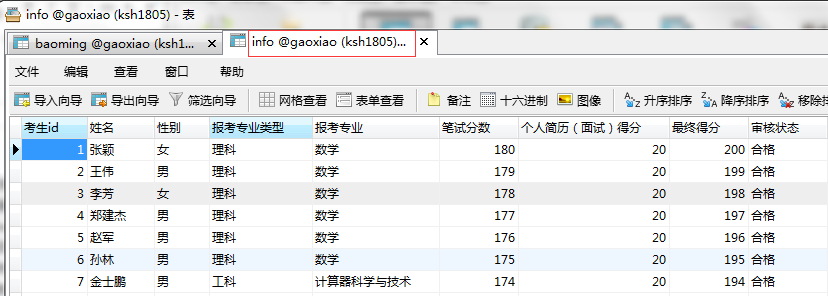 info @gaoxiao (ksh1805) - 表
baoming @gaoxiao (ksh1... info @gaoxiao (ksh1805)...
文件 编辑 查看 窗口 帮助
导入向导 导出向导 筛选向导 网格查看 表单查看 备注 十六进制 图像 升序排序 降序排序 移除排
考生id 姓名 性别 报考专业类型 报考专业 笔试分数 个人简历（面试）得分 最终得分 审核状态
1 张颖 女 理科 数学 180 20 200 合格
2 王伟 男 理科 数学 179 20 199 合格
3 李芳 女 理科 数学 178 20 198 合格
4 郑建杰 男 理科 数学 177 20 197 合格
5 赵军 男 理科 数学 176 20 196 合格
6 孙林 男 理科 数学 175 20 195 合格
7 金士鹏 男 工科 计算器科学与技术 174 20 194 合格